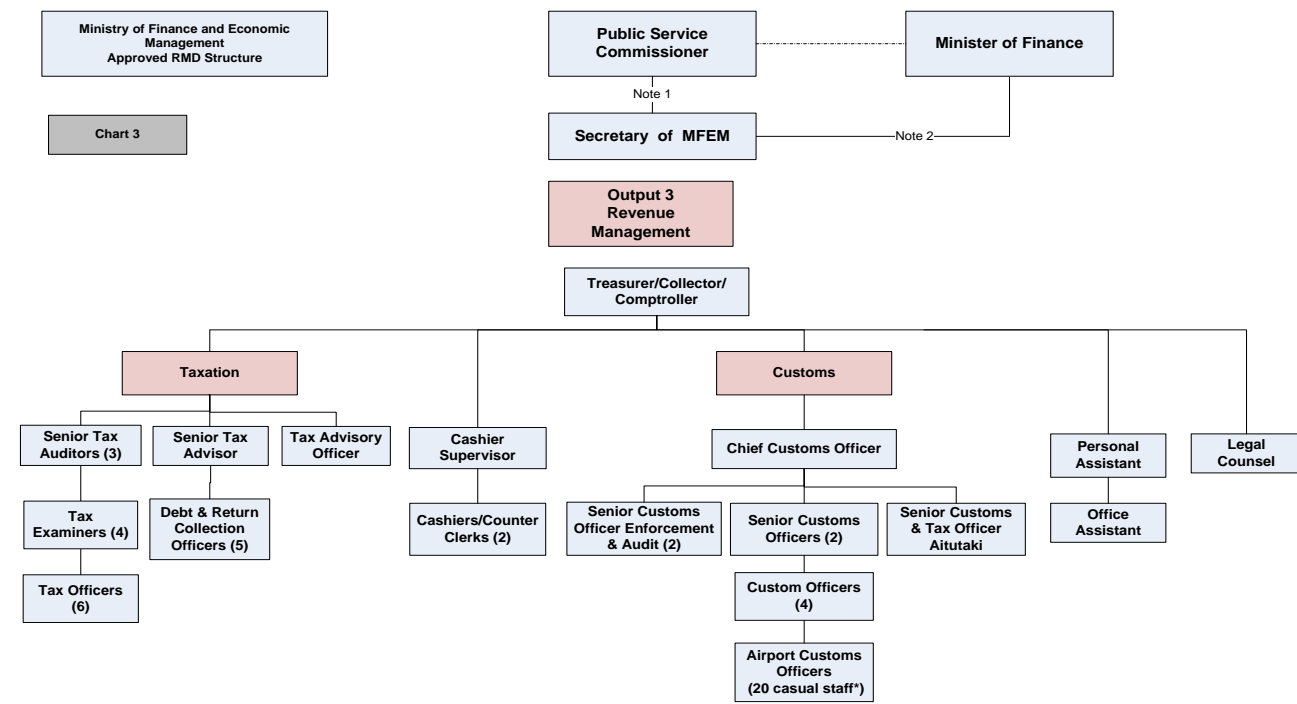 Ministry of Finance and Economic
Management
Approved RMD Structure
Public Service
Commissioner
Minister of Finance
Note 1
Chart 3
Secretary of MFEM
Note 2
Output 3
Revenue
Management
Treasurer/Collector/
Comptroller
Taxation
Customs
Senior Tax
Auditors (3)
Senior Tax
Advisor
Tax Advisory
Officer
Cashier
Supervisor
Chief Customs Officer
Personal
Assistant
Legal
Counsel
Tax
Examiners (4)
Debt & Return
Collection
Officers (5)
Cashiers/Counter
Clerks (2)
Senior Customs
Officer Enforcement
& Audit (2)
Senior Customs
Officers (2)
Senior Customs
& Tax Officer
Aitutaki
Office
Assistant
Tax Officers
(6)
Custom Officers
(4)
Airport Customs
Officers
(20 casual staff*)